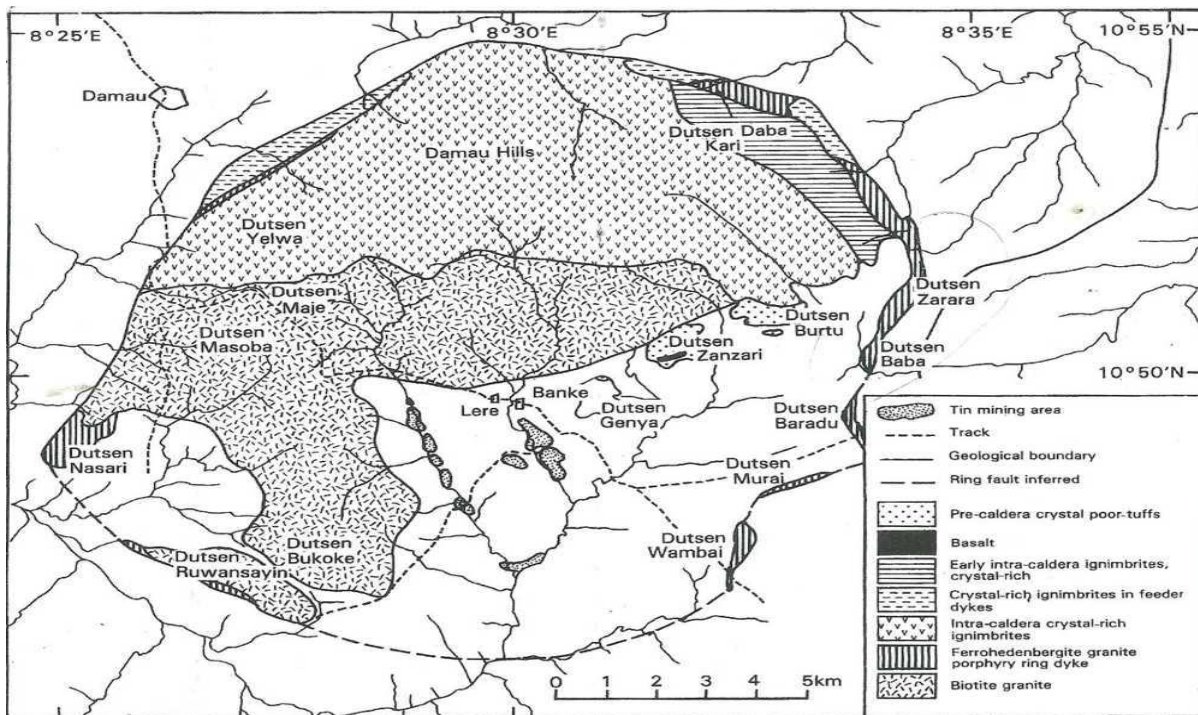 8°25'E
8°30'E
8°35'E
10°55'N
Damau
Dutsen Daba
Kari
Damau Hills
Dutsen
Yelwa
Dutsen
Maje
Dutsen
Zarara
Dutsen
Masoba
Dutsen
Burtu
Dutsen
Zanzari
Dutsen
Baba
10°50'N
Banke
Lere
Dutsen
Genya
Dutsen
Baradu
Dutsen
Nasari
Dutsen
Murai
Dutsen
Wambai
Dutsen
Ruwansayin
Dutsen
Bukoke
0 1 2 3 4 5km
Tin mining area
Track
Geological boundary
Ring fault inferred
Pre-caldera crystal poor-tuffs
Basalt
Early intra-caldera ignimbrites,
crystal-rich
Crystal-rich ignimbrites in feeder
dykes
Intra-caldera crystal-rich
ignimbrites
Ferrohedenbergite granite
porphyry ring dyke
Biotite granite